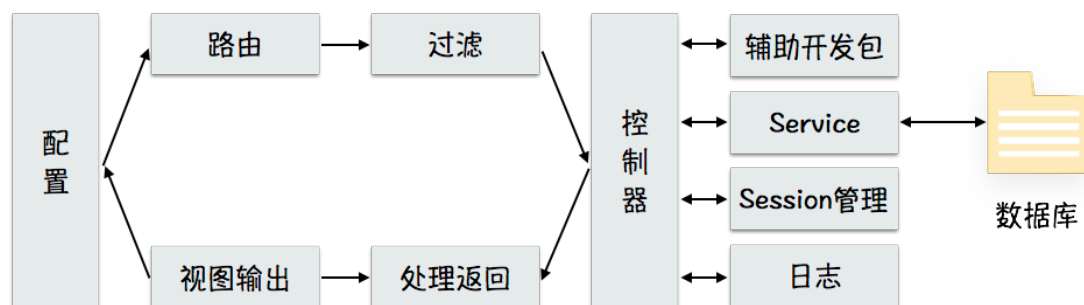 配置
路由
过滤
控制器
辅助开发包
Service
Session管理
日志
数据库
视图输出
处理返回